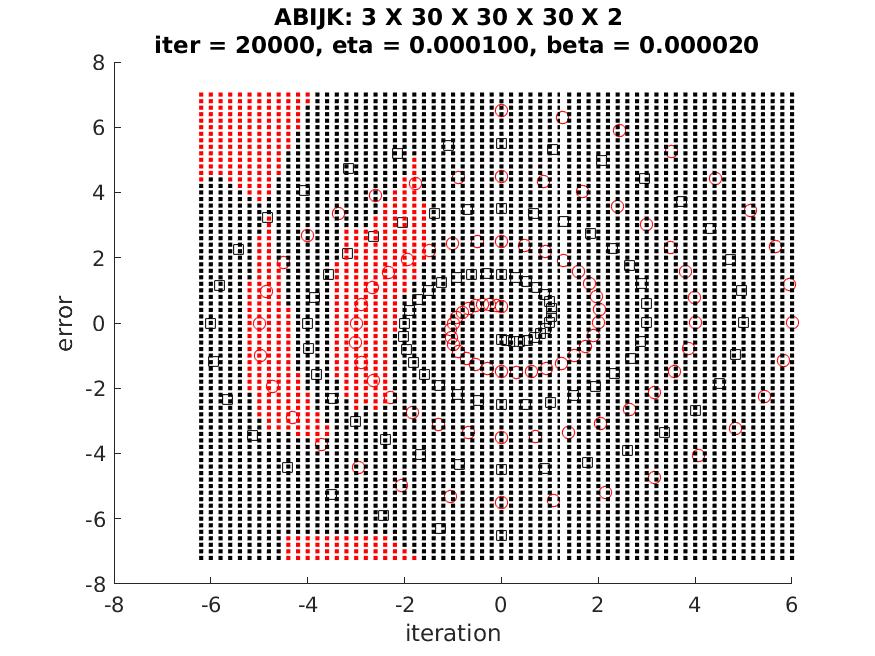 ABIJK: 3 X 30 X 30 X 30 X 2
iter = 20000, eta = 0.000100, beta = 0.000020
8
6
4
2
0
-2
-4
-6
-8
error
-8 -6 -4 -2 0 2 4 6
iteration